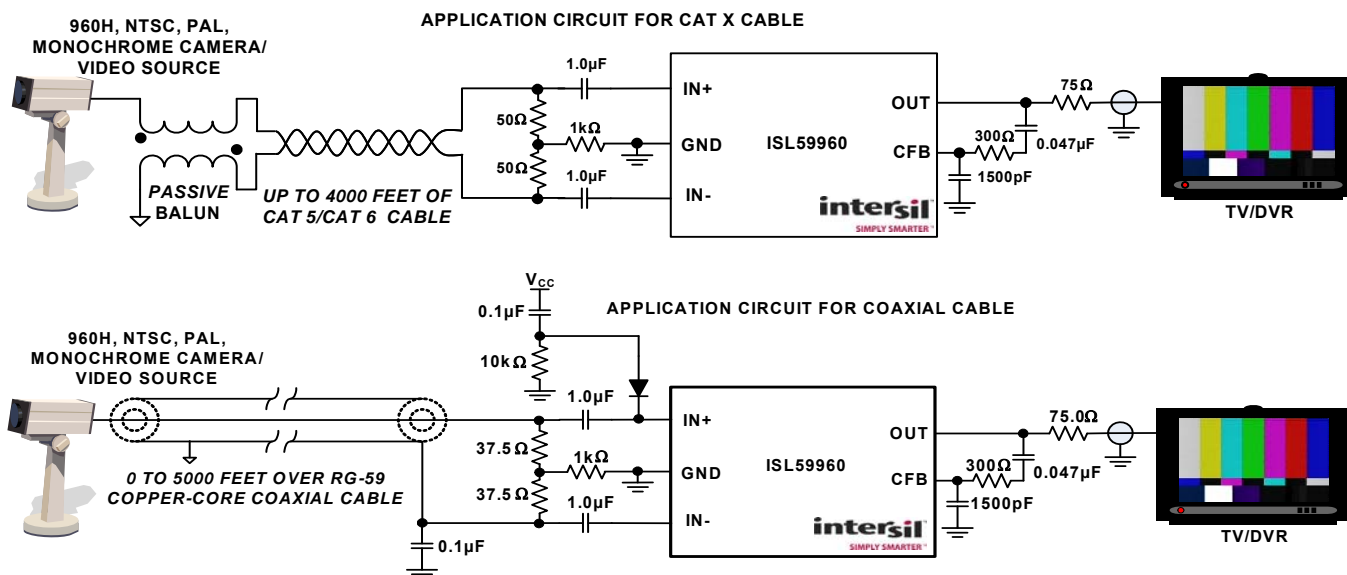 APPLICATION CIRCUIT FOR CAT X CABLE
960H, NTSC, PAL,
MONOCHROME CAMERA/
VIDEO SOURCE
PASSIVE
BALUN
UP TO 4000 FEET OF
CAT 5/CAT 6 CABLE
1.0µF
50Ω
1kΩ
50Ω
1.0µF
IN+
GND
IN-
ISL59960
OUT
CFB
intersil™
SIMPLY SMARTER™
75Ω
300Ω
0.047µF
1500pF
TV/DVR
APPLICATION CIRCUIT FOR COAXIAL CABLE
960H, NTSC, PAL,
MONOCHROME CAMERA/
VIDEO SOURCE
0 TO 5000 FEET OVER RG-59
COPPER-CORE COAXIAL CABLE
VCC
0.1µF
10kΩ
1.0µF
37.5Ω
1kΩ
37.5Ω
1.0µF
0.1µF
IN+
GND
IN-
ISL59960
OUT
CFB
intersil™
SIMPLY SMARTER™
75.0Ω
300Ω
0.047µF
1500pF
TV/DVR